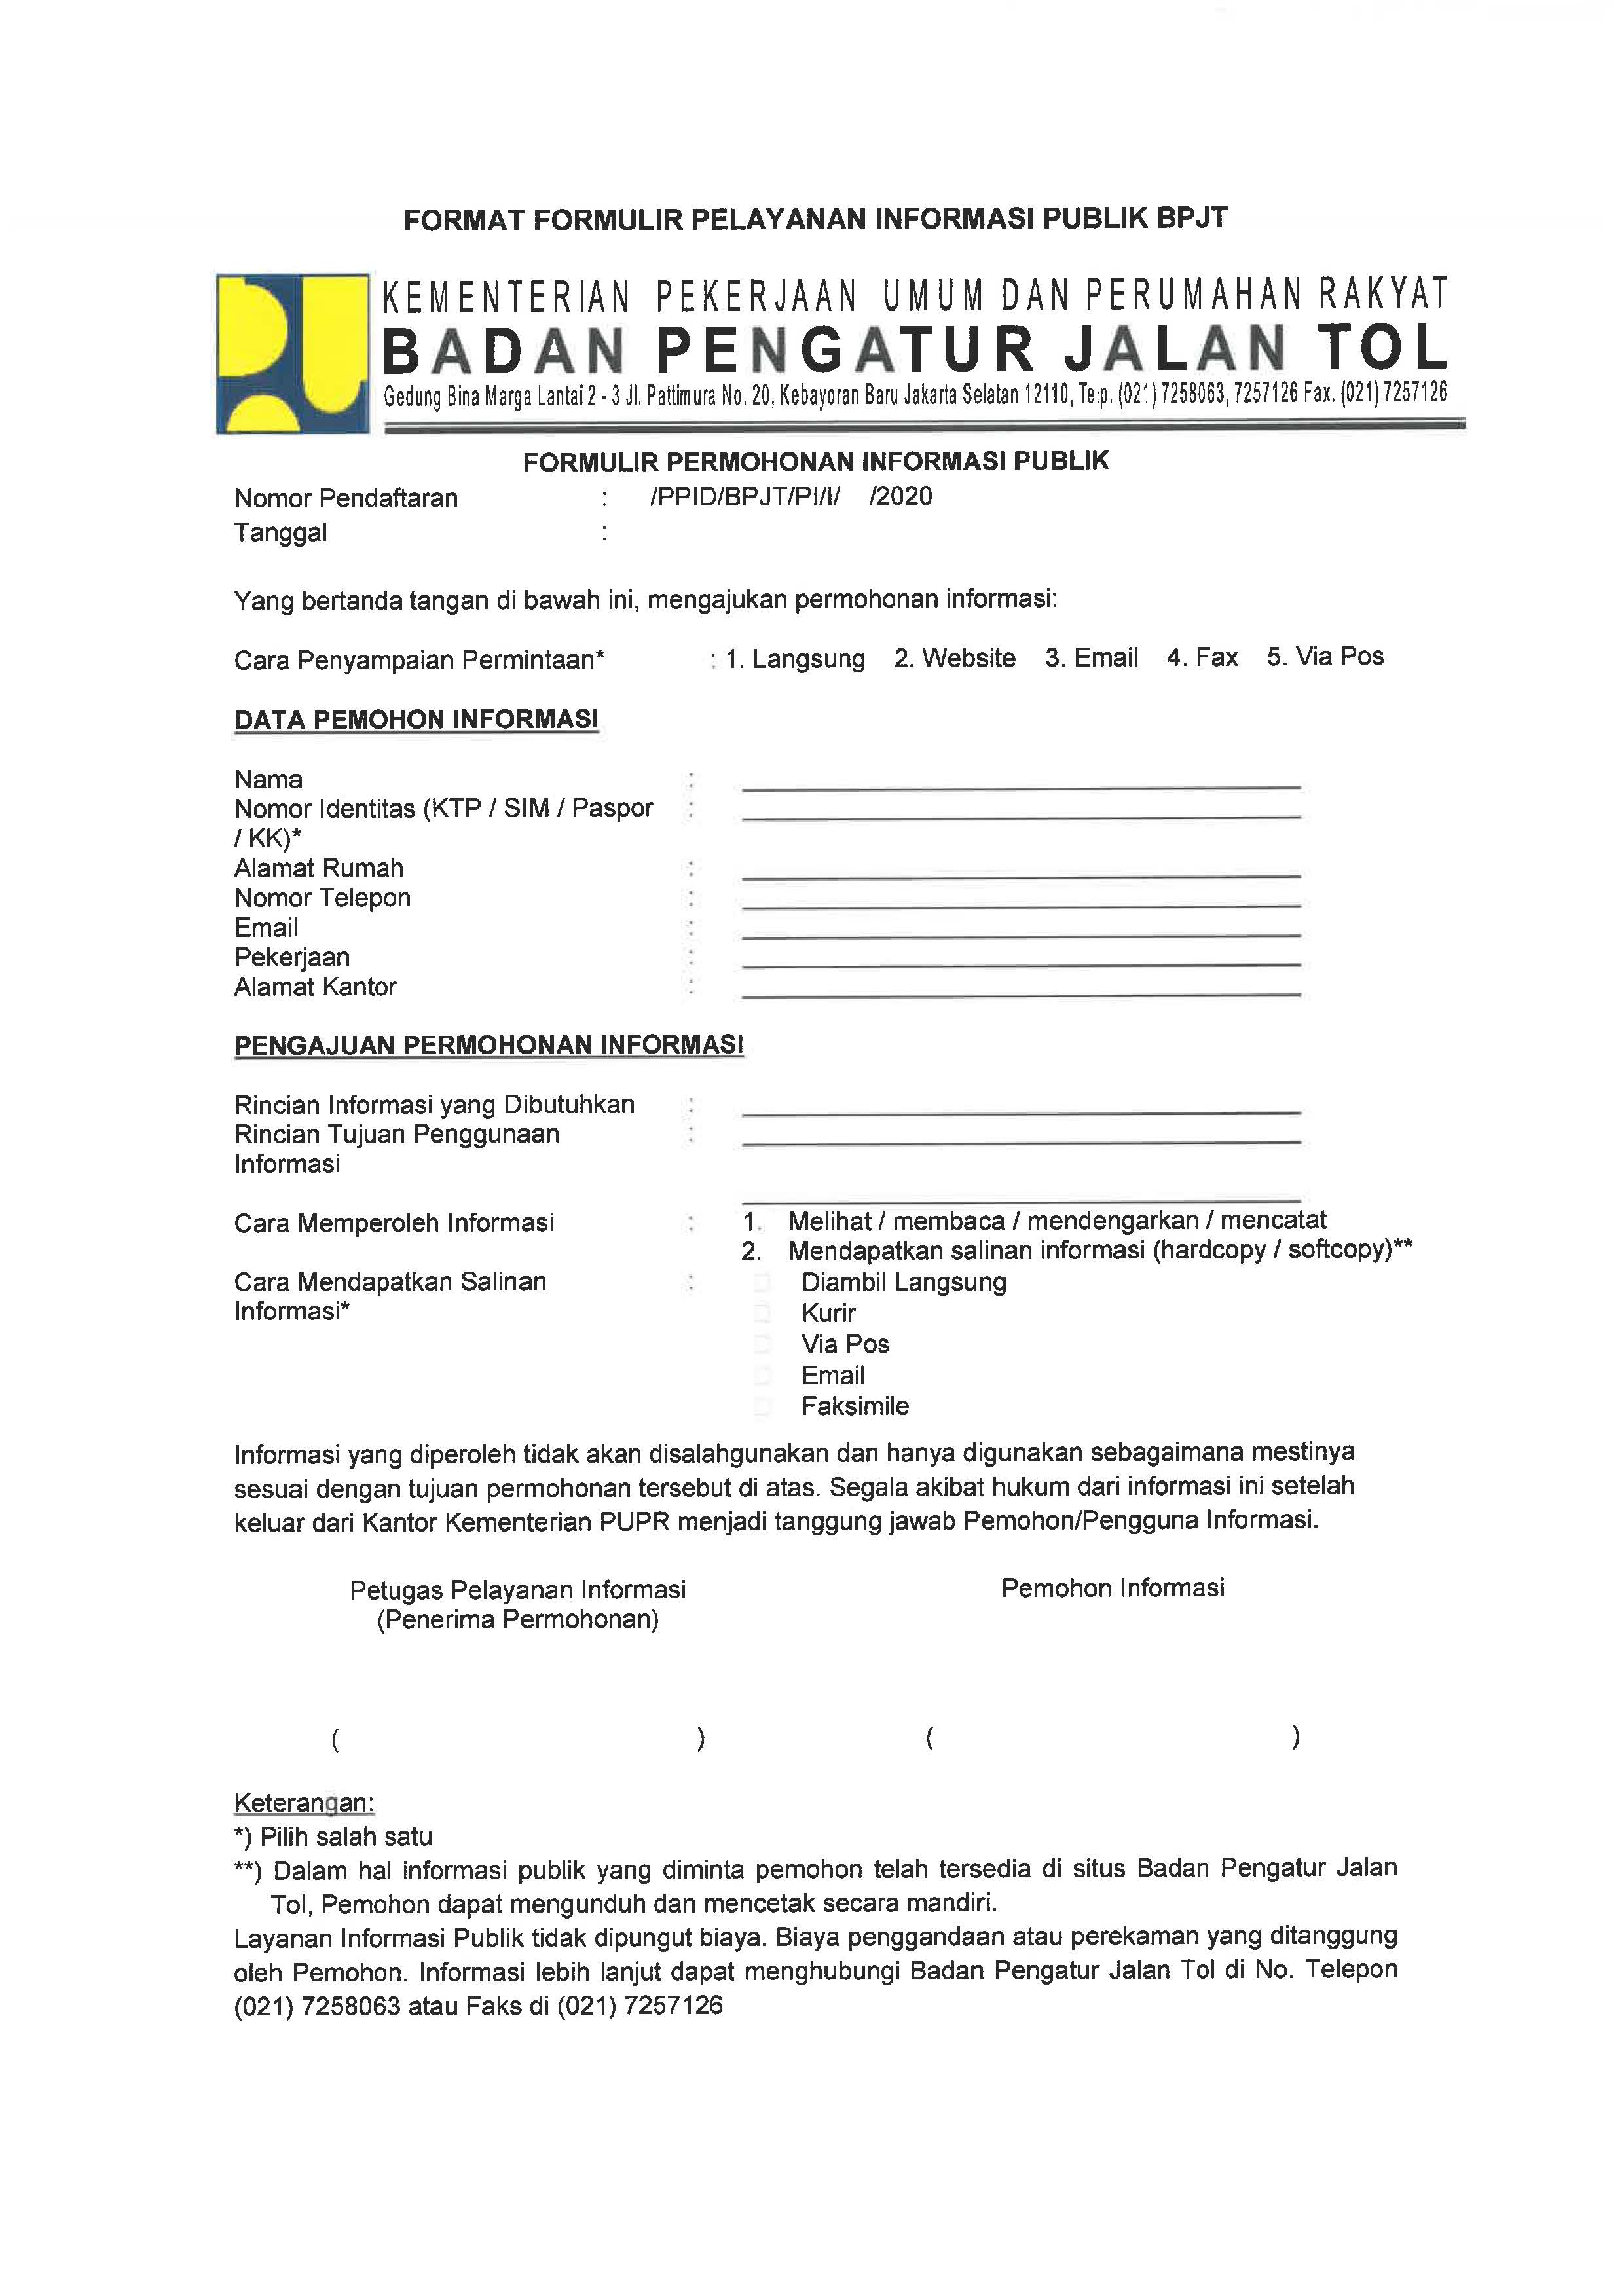 FORMAT FORMULIR PELAYANAN INFORMASI PUBLIK BPJT
KEMENTERIAN PEKERJAAN UMUM DAN PERUMAHAN RAKYAT
BADAN PENGATUR JALAN TOL
Gedung Bina Marga Lantai 2 - 3 Jl. Pattimura No. 20, Kebayoran Baru Jakarta Selatan 12110, Telp. (021) 7258063, 7257126 Fax. (021) 7257126
FORMULIR PERMOHONAN INFORMASI PUBLIK
Nomor Pendaftaran : /PPID/BPJT/PI/I/ /2020
Tanggal :
Yang bertanda tangan di bawah ini, mengajukan permohonan informasi:
Cara Penyampaian Permintaan* : 1. Langsung 2. Website 3. Email 4. Fax 5. Via Pos
DATA PEMOHON INFORMASI
Nama :
Nomor Identitas (KTP / SIM / Paspor :
/ KK)*
Alamat Rumah :
Nomor Telepon :
Email :
Pekerjaan :
Alamat Kantor :
PENGAJUAN PERMOHONAN INFORMASI
Rincian Informasi yang Dibutuhkan :
Rincian Tujuan Penggunaan :
Informasi
Cara Memperoleh Informasi : 1. Melihat / membaca / mendengarkan / mencatat
2. Mendapatkan salinan informasi (hardcopy / softcopy)**
Cara Mendapatkan Salinan : Diambil Langsung
Informasi* Kurir
Via Pos
Email
Faksimile
Informasi yang diperoleh tidak akan disalahgunakan dan hanya digunakan sebagaimana mestinya
sesuai dengan tujuan permohonan tersebut di atas. Segala akibat hukum dari informasi ini setelah
keluar dari Kantor Kementerian PUPR menjadi tanggung jawab Pemohon/Pengguna Informasi.
Petugas Pelayanan Informasi Pemohon Informasi
(Penerima Permohonan)
( ) ( )
Keterangan:
*) Pilih salah satu
**) Dalam hal informasi publik yang diminta pemohon telah tersedia di situs Badan Pengatur Jalan
Tol, Pemohon dapat mengunduh dan mencetak secara mandiri.
Layanan Informasi Publik tidak dipungut biaya. Biaya penggandaan atau perekaman yang ditanggung
oleh Pemohon. Informasi lebih lanjut dapat menghubungi Badan Pengatur Jalan Tol di No. Telepon
(021) 7258063 atau Faks di (021) 7257126